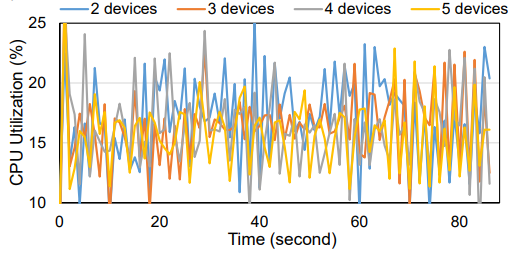 2 devices 3 devices 4 devices 5 devices
25
20
15
10
CPU Utilization (%)
0 20 40 60 80
Time (second)